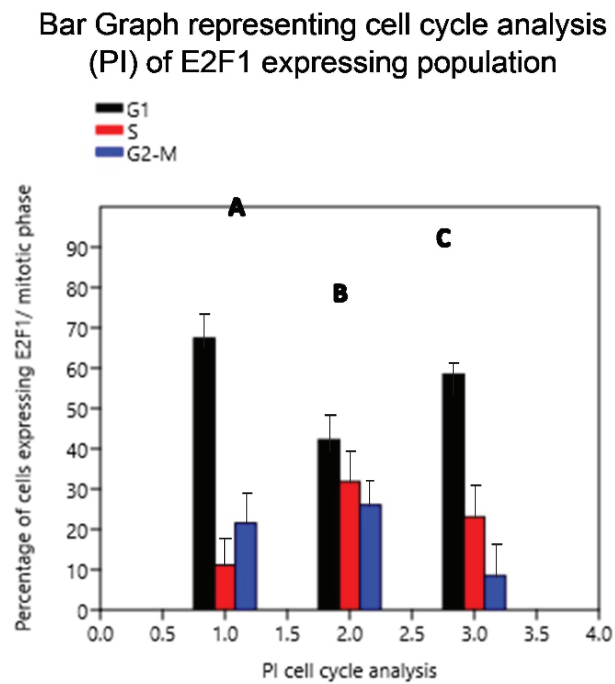 Bar Graph representing cell cycle analysis
(PI) of E2F1 expressing population
G1
S
G2-M
Percentage of cells expressing E2F1/ mitotic phase
A
B
C
90
80
70
60
50
40
30
20
10
0
0.0 0.5 1.0 1.5 2.0 2.5 3.0 3.5 4.0
PI cell cycle analysis